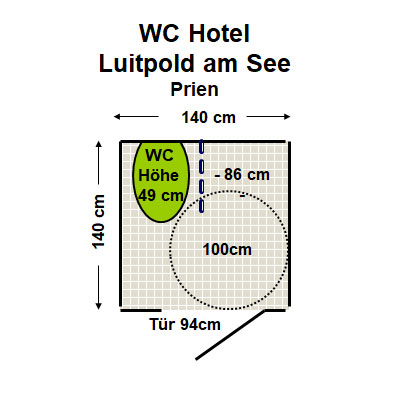 WC Hotel
Luitpold am See
Prien
140 cm
WC
Höhe
49 cm
- 86 cm
-
140 cm
100cm
Tür 94cm